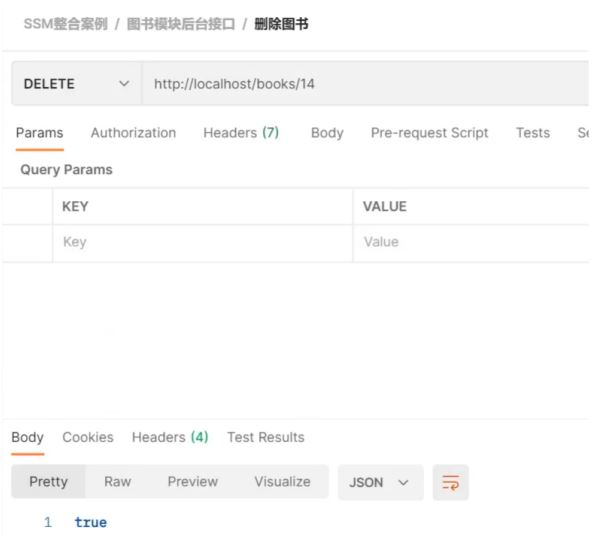 SSM整合案例 / 图书模块后台接口 / 删除图书
DELETE http://localhost/books/14
Params Authorization Headers (7) Body Pre-request Script Tests
Query Params
KEY VALUE
Key Value
Body Cookies Headers (4) Test Results
Pretty Raw Preview Visualize JSON
1 true